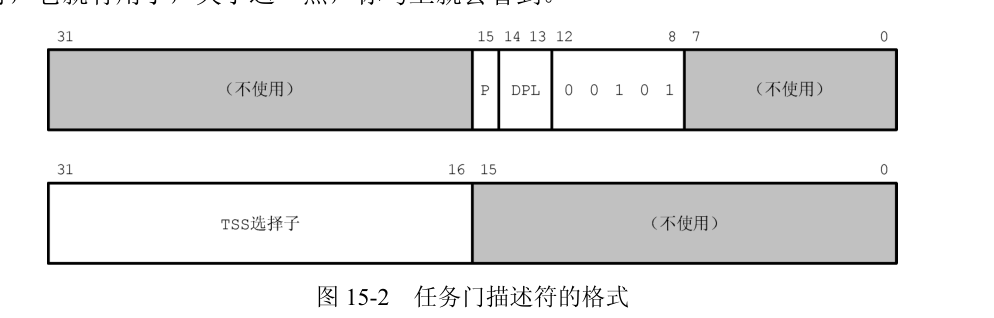 也就有用了，关于这一点，你马上就会看到。
31 15 14 13 12 8 7 0
（不使用） P DPL 0 0 1 0 1 （不使用）
31 16 15 0
TSS选择子 （不使用）
图 15-2 任务门描述符的格式